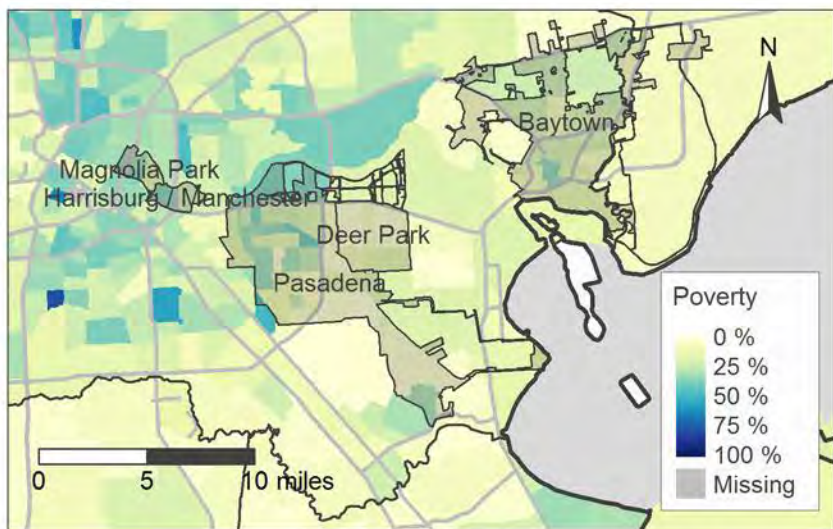 N
Baytown
Magnolia Park
Harrisburg / Manchester
Deer Park
Pasadena
Poverty
0 %
25 %
50 %
75 %
100 %
Missing
0 5 10 miles